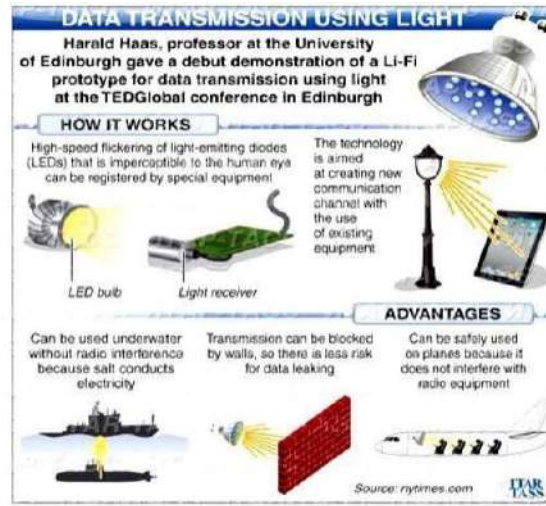 DATA TRANSMISSION USING LIGHT
Harald Haas, professor at the University
of Edinburgh gave a debut demonstration of a Li-Fi
prototype for data transmission using light
at the TEDGlobal conference in Edinburgh
HOW IT WORKS
High-speed flickering of light-emitting diodes
(LEDs) that is imperceptible to the human eye
can be registered by special equipment
LED bulb
Light receiver
The technology
is aimed
at creating new
communication
channel with
the use
of existing
equipment
ADVANTAGES
Can be used underwater
without radio interference
because salt conducts
electricity
Transmission can be blocked
by walls, so there is less risk
for data leaking
Can be safely used
on planes because it
does not interfere with
radio equipment
Source: nytimes.com
ITAR
TASS